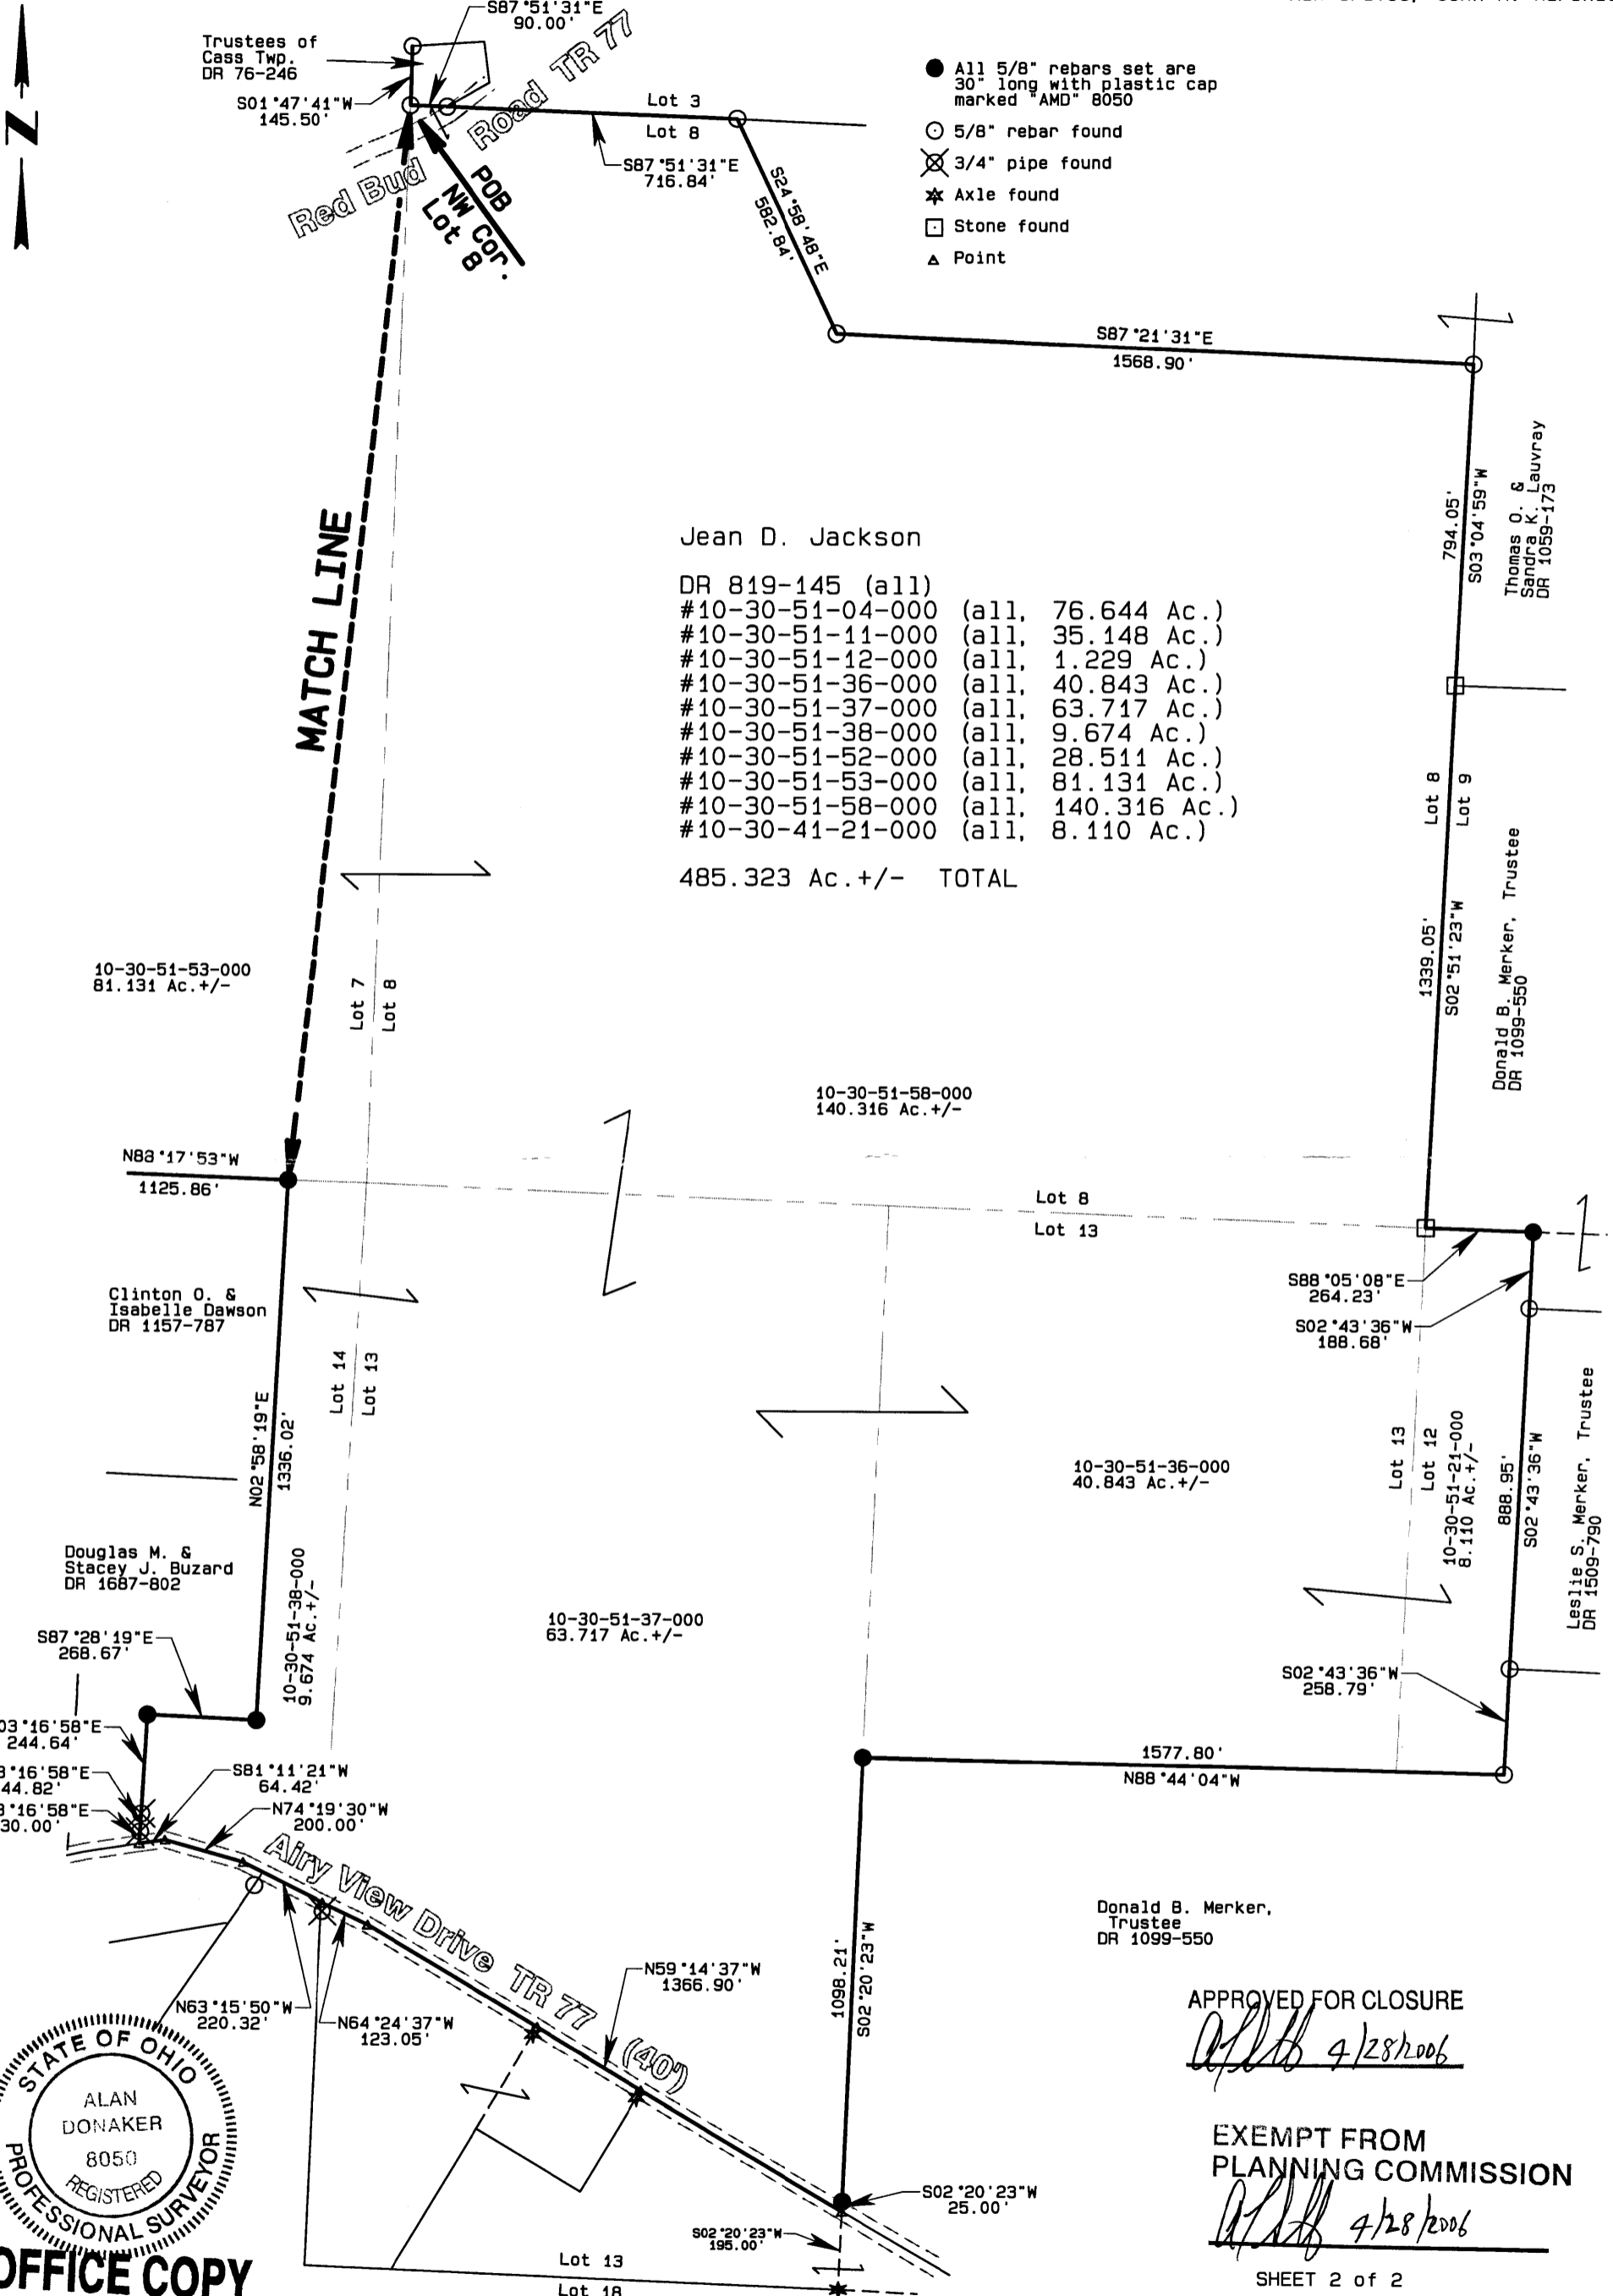 N
S87°51'31"E
90.00'
Trustees of
Cass Twp.
DR 76-246
S01°47'41"W
145.50'
Red Bud Road TR 77
Lot 3
Lot 8
S87°51'31"E
716.84'
POB
NW Cor.
Lot 8
S24°58'48"E
582.84'
All 5/8" rebars set are
30" long with plastic cap
marked "AMD" 8050
5/8" rebar found
3/4" pipe found
Axle found
Stone found
Point
S87°21'31"E
1568.90'
794.05'
S03°04'59"W
Thomas O. &
Sandra K. Lauvray
DR 1059-173
MATCH LINE
Jean D. Jackson
DR 819-145 (all)
#10-30-51-04-000 (all, 76.644 Ac.)
#10-30-51-11-000 (all, 35.148 Ac.)
#10-30-51-12-000 (all, 1.229 Ac.)
#10-30-51-36-000 (all, 40.843 Ac.)
#10-30-51-37-000 (all, 63.717 Ac.)
#10-30-51-38-000 (all, 9.674 Ac.)
#10-30-51-52-000 (all, 28.511 Ac.)
#10-30-51-53-000 (all, 81.131 Ac.)
#10-30-51-58-000 (all, 140.316 Ac.)
#10-30-41-21-000 (all, 8.110 Ac.)
485.323 Ac.+/- TOTAL
Lot 8
Lot 9
1339.05'
S02°51'23"W
Donald B. Merker, Trustee
DR 1099-550
10-30-51-53-000
81.131 Ac.+/-
Lot 7
Lot 8
10-30-51-58-000
140.316 Ac.+/-
N88°17'53"W
1125.86'
Lot 8
Lot 13
S88°05'08"E
264.23'
S02°43'36"W
188.68'
Clinton O. &
Isabelle Dawson
DR 1157-787
Lot 14
Lot 13
N02°58'19"E
1336.02'
10-30-51-36-000
40.843 Ac.+/-
Lot 13
Lot 12
10-30-51-21-000
8.110 Ac.+/-
888.95'
S02°43'36"W
Leslie S. Merker, Trustee
DR 1509-790
Douglas M. &
Stacey J. Buzard
DR 1687-802
10-30-51-38-000
9.674 Ac.+/-
10-30-51-37-000
63.717 Ac.+/-
S87°28'19"E
268.67'
S02°43'36"W
258.79'
03°16'58"E
244.64'
3°16'58"E
44.82'
3°16'58"E
30.00'
S81°11'21"W
64.42'
N74°19'30"W
200.00'
1577.80'
N88°44'04"W
Airy View Drive TR 77 (40')
N63°15'50"W
220.32'
N64°24'37"W
123.05'
N59°14'37"W
1366.90'
1098.21'
S02°20'23"W
Donald B. Merker,
Trustee
DR 1099-550
APPROVED FOR CLOSURE
4/28/2006
EXEMPT FROM
PLANNING COMMISSION
4/28/2006
STATE OF OHIO
ALAN
DONAKER
8050
REGISTERED
PROFESSIONAL SURVEYOR
OFFICE COPY
S02°20'23"W
25.00'
S02°20'23"W
195.00'
Lot 13
Lot 18
SHEET 2 of 2